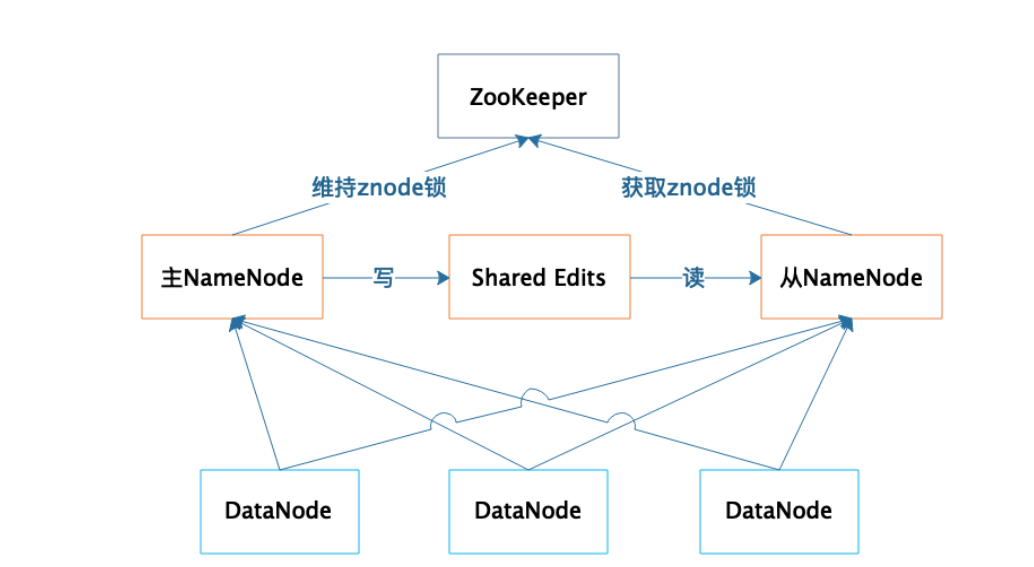 ZooKeeper
维持znode锁
获取znode锁
主NameNode
写
Shared Edits
读
从NameNode
DataNode
DataNode
DataNode